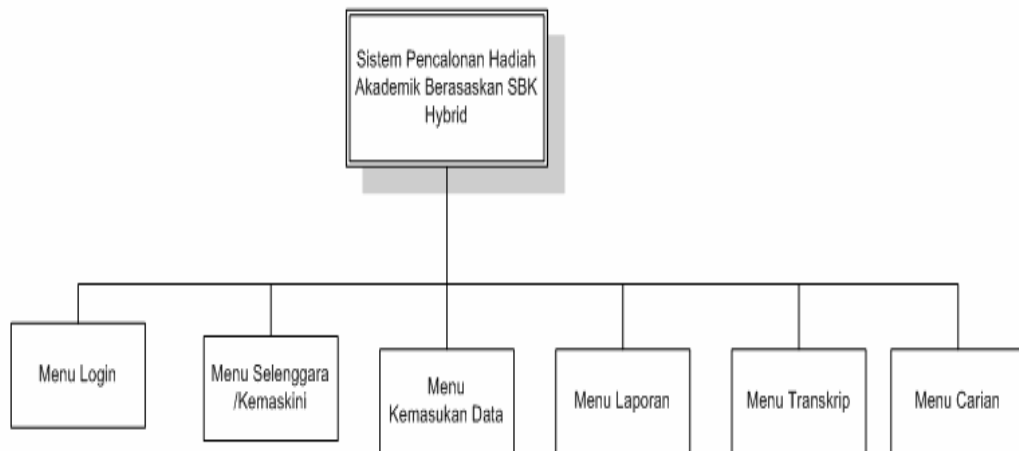 Sistem Pencalonan Hadiah
Akademik Berasaskan SBK
Hybrid
Menu Login
Menu Selenggara
/Kemaskini
Menu
Kemasukan Data
Menu Laporan
Menu Transkrip
Menu Carian